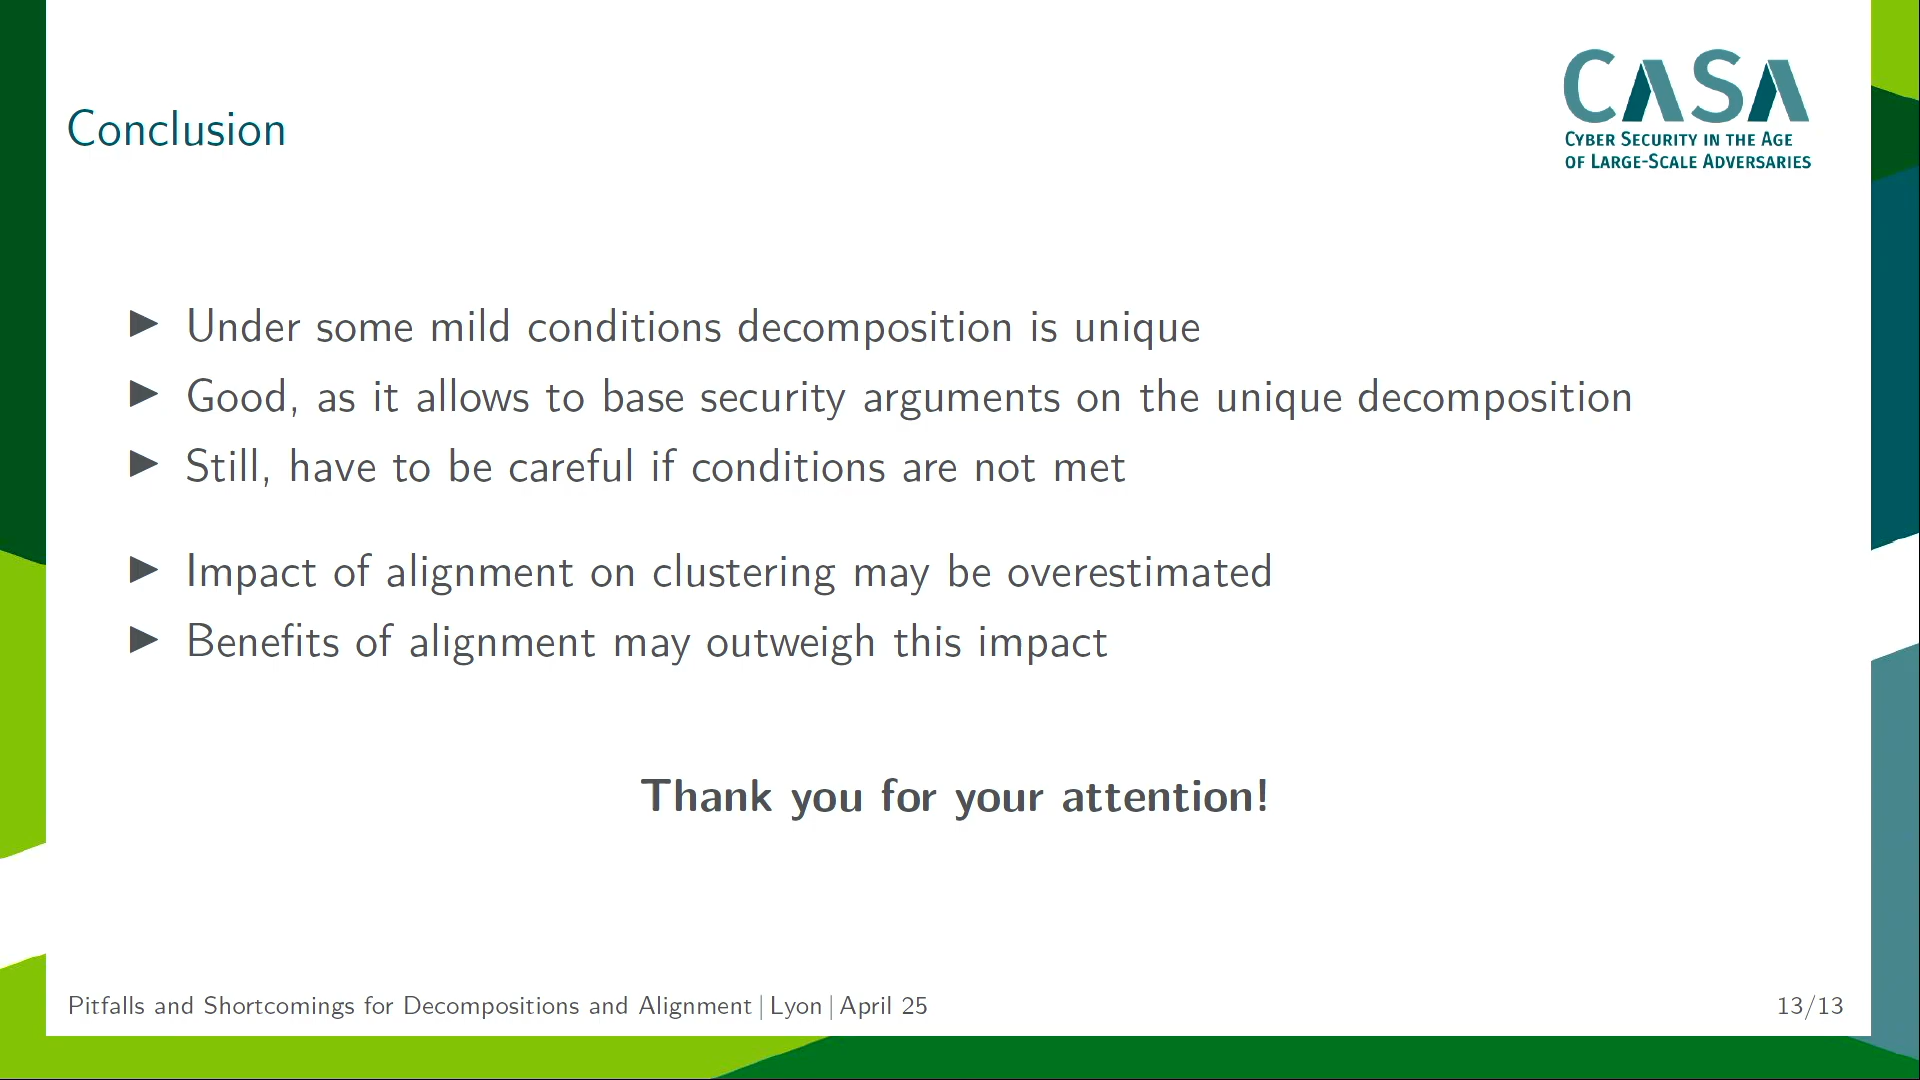 CASA
CYBER SECURITY IN THE AGE
OF LARGE-SCALE ADVERSARIES
Conclusion
Under some mild conditions decomposition is unique
Good, as it allows to base security arguments on the unique decomposition
Still, have to be careful if conditions are not met
Impact of alignment on clustering may be overestimated
Benefits of alignment may outweigh this impact
Thank you for your attention!
Pitfalls and Shortcomings for Decompositions and Alignment | Lyon | April 25
13/13